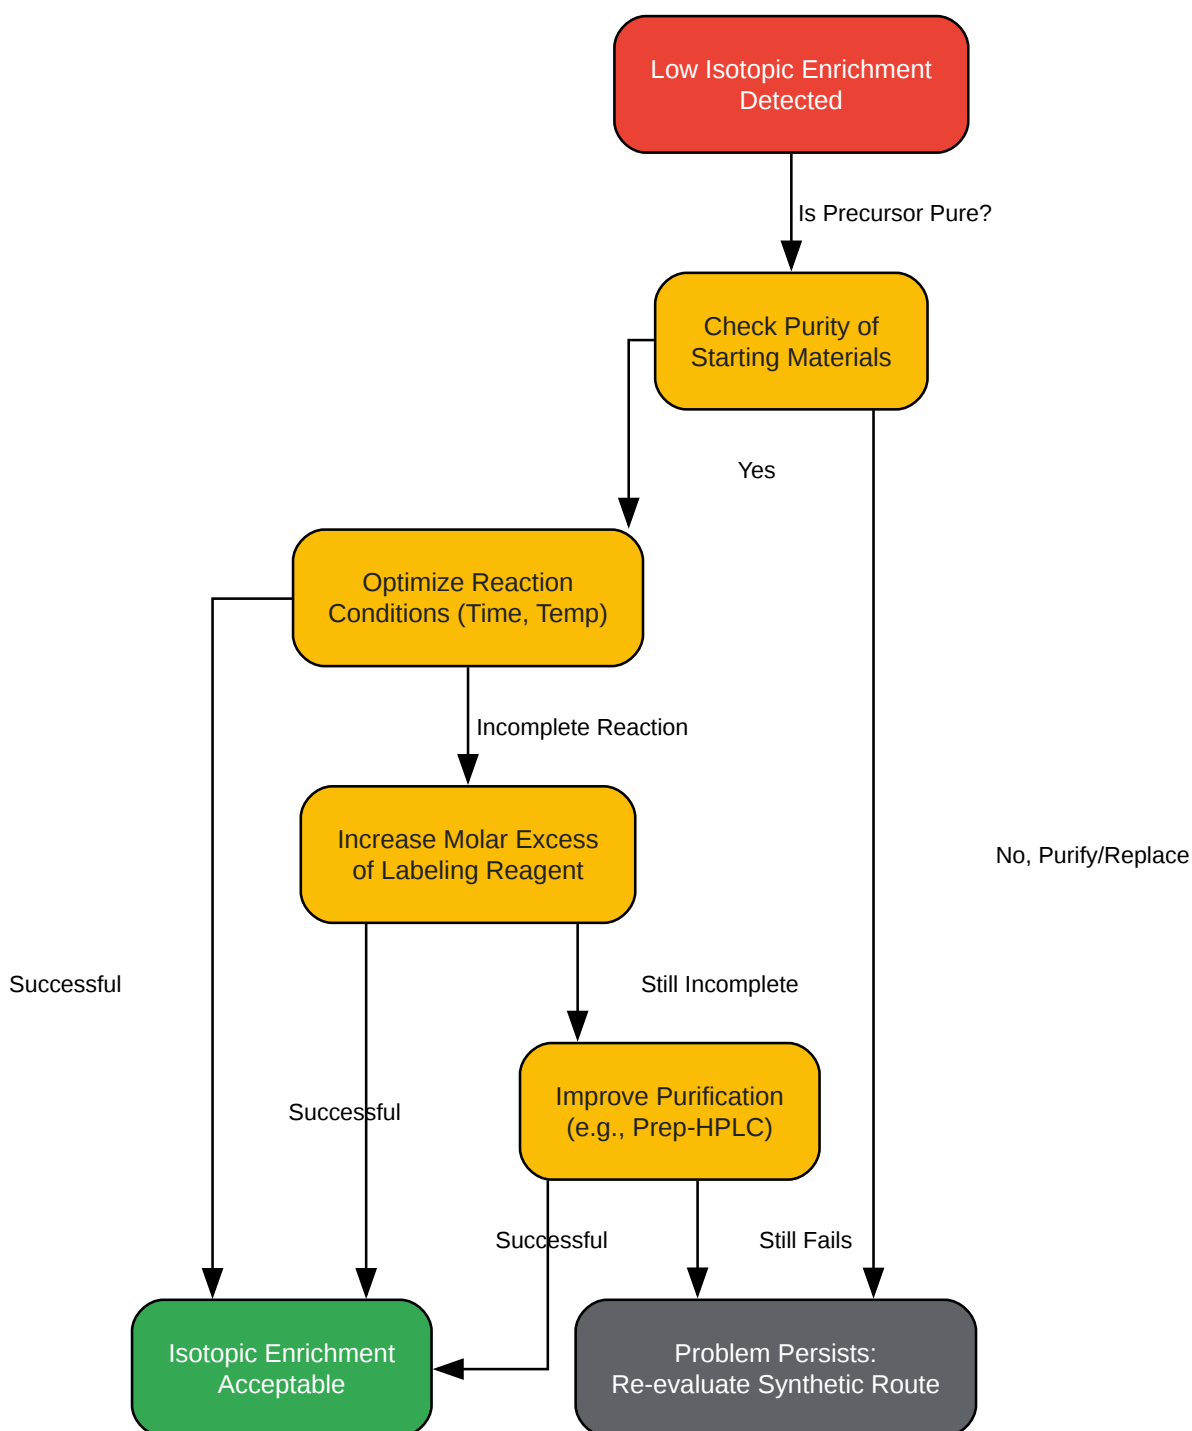 Low Isotopic Enrichment
Detected
Is Precursor Pure?
Check Purity of
Starting Materials
Yes
Optimize Reaction
Conditions (Time, Temp)
Incomplete Reaction
Increase Molar Excess
of Labeling Reagent
No, Purify/Replace
Successful
Still Incomplete
Improve Purification
(e.g., Prep-HPLC)
Successful
Successful
Still Fails
Isotopic Enrichment
Acceptable
Problem Persists:
Re-evaluate Synthetic Route